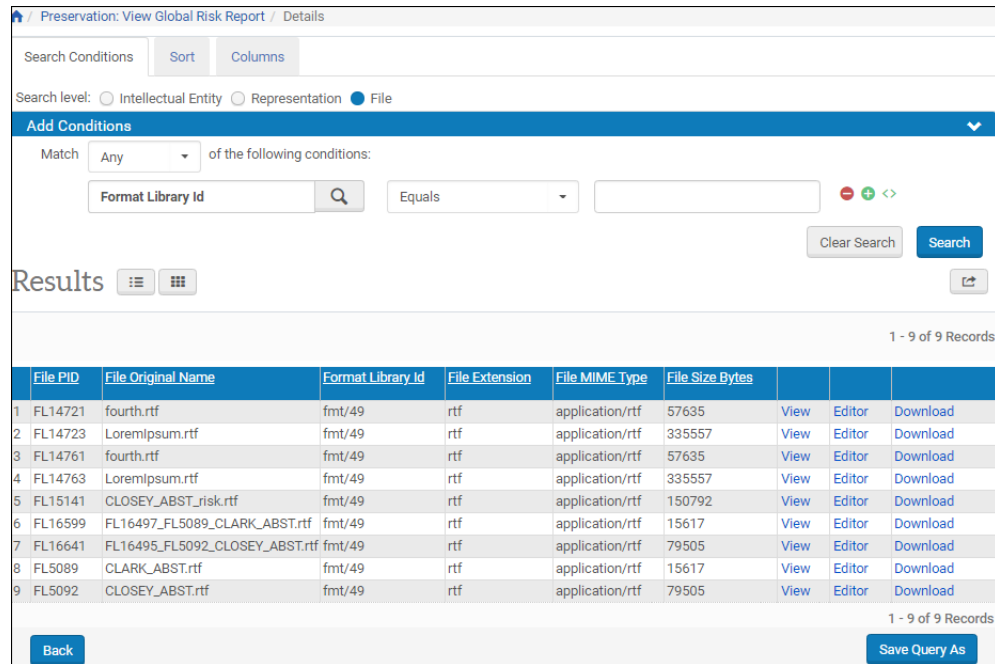 / Preservation: View Global Risk Report / Details
Search Conditions Sort Columns
Search level: Intellectual Entity Representation File
Add Conditions
Match Any of the following conditions:
Format Library Id Equals
Clear Search Search
Results
1 - 9 of 9 Records
File PID File Original Name Format Library Id File Extension File MIME Type File Size Bytes
1 FL14721 fourth.rtf fmt/49 rtf application/rtf 57635 View Editor Download
2 FL14723 LoremIpsum.rtf fmt/49 rtf application/rtf 335557 View Editor Download
3 FL14761 fourth.rtf fmt/49 rtf application/rtf 57635 View Editor Download
4 FL14763 LoremIpsum.rtf fmt/49 rtf application/rtf 335557 View Editor Download
5 FL15141 CLOSEY_ABST_risk.rtf fmt/49 rtf application/rtf 150792 View Editor Download
6 FL16599 FL16497_FL5089_CLARK_ABST.rtf fmt/49 rtf application/rtf 15617 View Editor Download
7 FL16641 FL16495_FL5092_CLOSEY_ABST.rtf fmt/49 rtf application/rtf 79505 View Editor Download
8 FL5089 CLARK_ABST.rtf fmt/49 rtf application/rtf 15617 View Editor Download
9 FL5092 CLOSEY_ABST.rtf fmt/49 rtf application/rtf 79505 View Editor Download
1 - 9 of 9 Records
Back Save Query As